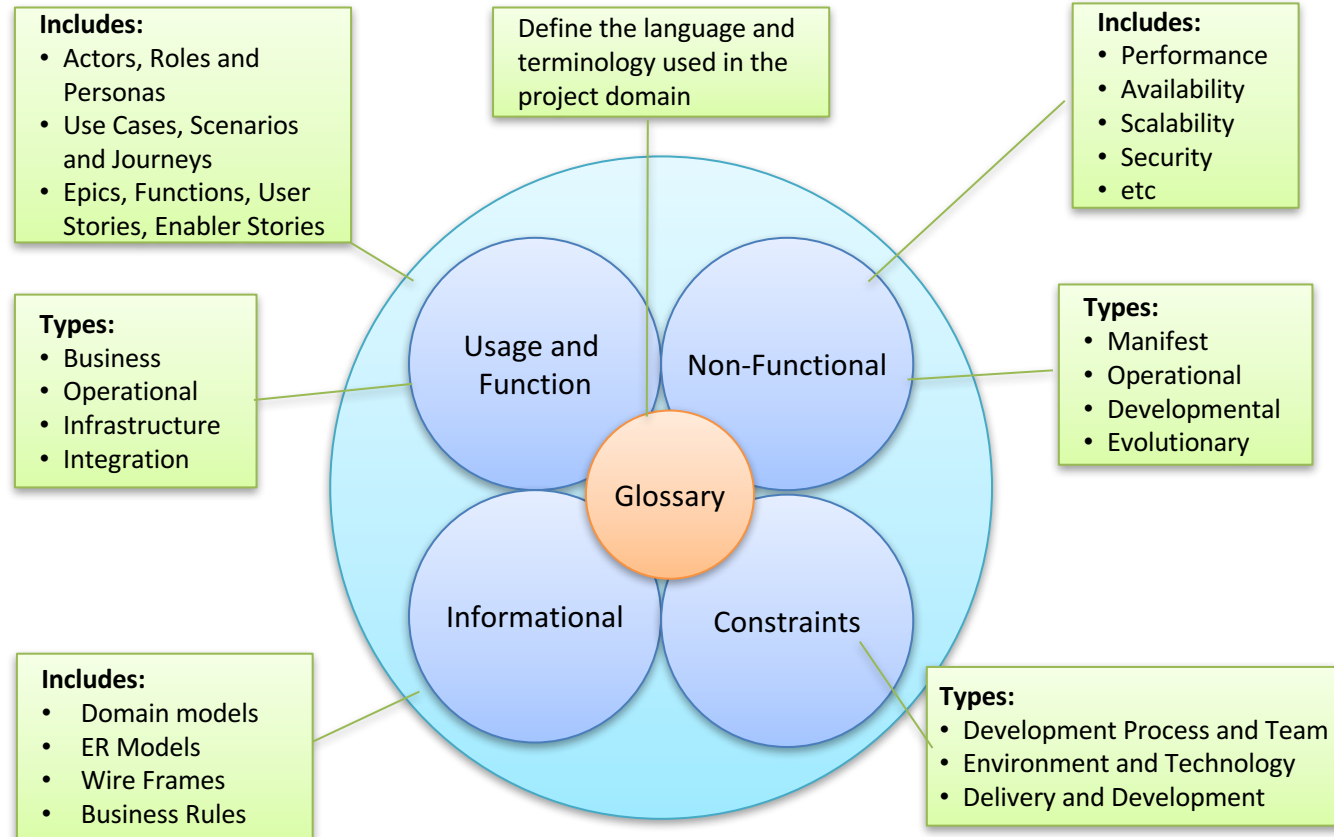 Includes:
• Actors, Roles and
Personas
• Use Cases, Scenarios
and Journeys
• Epics, Functions, User
Stories, Enabler Stories
Define the language and
terminology used in the
project domain
Includes:
• Performance
• Availability
• Scalability
• Security
• etc
Types:
• Business
• Operational
• Infrastructure
• Integration
Usage and
Function
Non-Functional
Types:
• Manifest
• Operational
• Developmental
• Evolutionary
Glossary
Informational
Constraints
Includes:
• Domain models
• ER Models
• Wire Frames
• Business Rules
Types:
• Development Process and Team
• Environment and Technology
• Delivery and Development